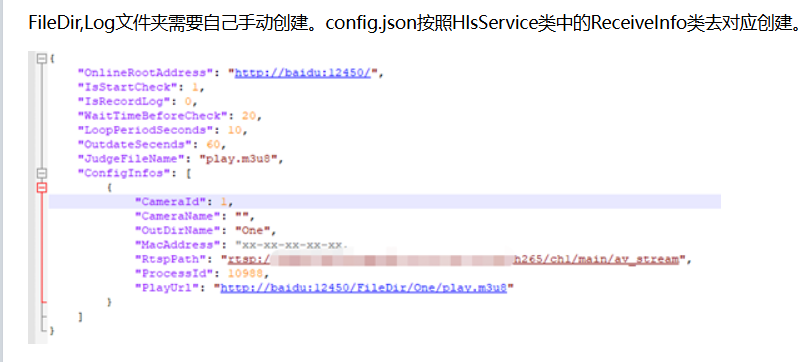 FileDir,Log文件夹需要自己手动创建。config.json按照HlsService类中的ReceiveInfo类去对应创建。
{
"OnlineRootAddress": "http://baidu:12450/",
"IsStartCheck": 1,
"IsRecordLog": 0,
"WaitTimeBeforeCheck": 20,
"LoopPeriodSeconds": 10,
"OutdateSecends": 60,
"JudgeFileName": "play.m3u8",
"ConfigInfos": [
{
"CameraId": 1,
"CameraName": "",
"OutDirName": "One",
"MacAddress": "xx-xx-xx-xx-xx-
"RtspPath": "rtsp:/ h265/ch1/main/av_stream",
"ProcessId": 10988,
"PlayUrl": "http://baidu:12450/FileDir/One/play.m3u8"
}
]
}